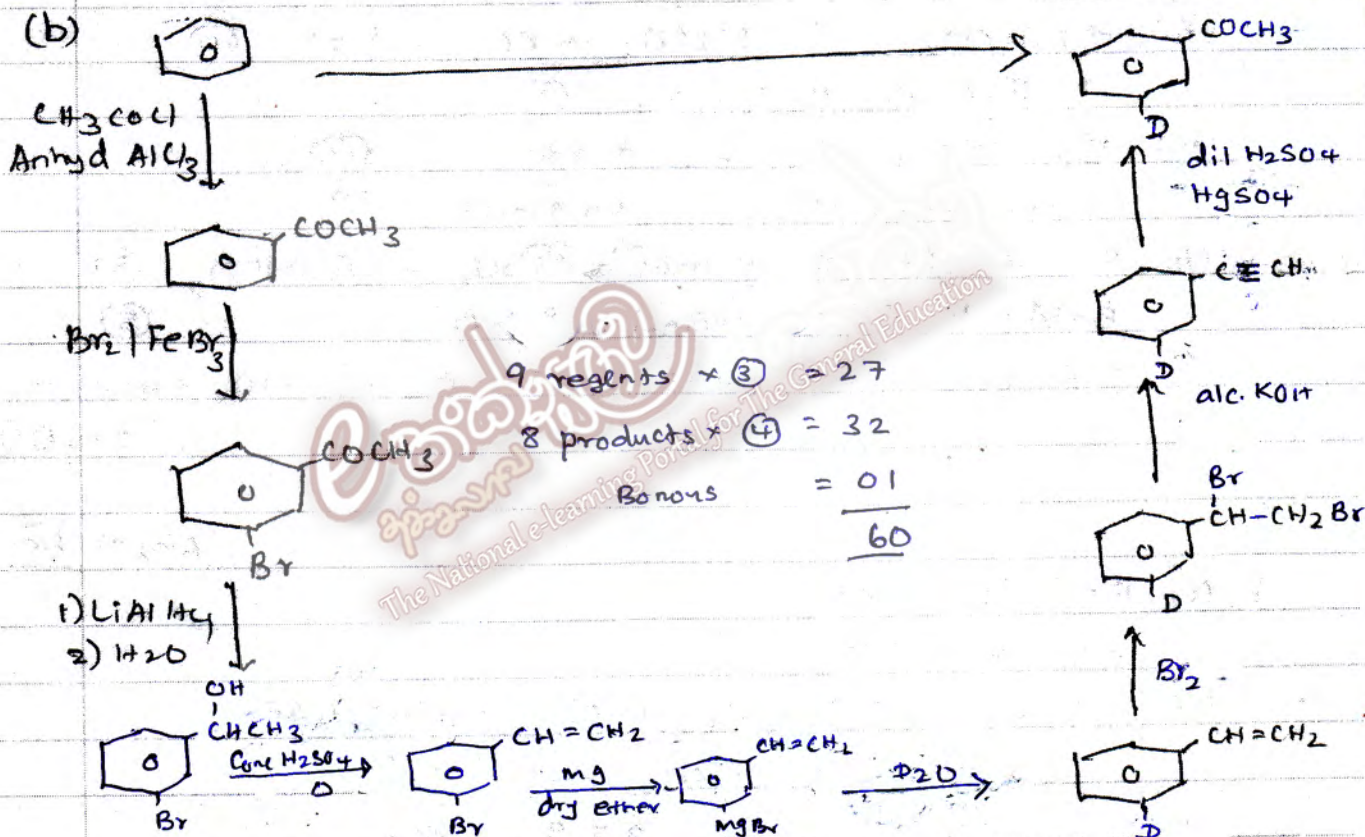 (b)
COCH3
D
CH3COCl
Anhyd AlCl3
COCH3
Br2 | FeBr3
COCH3
Br
1) LiAlH4
2) H2O
OH
CHCH3
Br
Conc H2SO4
CH=CH2
Br
mg
dry ether
CH=CH2
MgBr
D2O
CH=CH2
D
Br2
Br
CH-CH2Br
D
alc. KOH
C≡CH
D
dil H2SO4
HgSO4
9 regents × ③ = 27
8 products × ④ = 32
Bonous = 01
60
The National e-learning Portal for The General Education